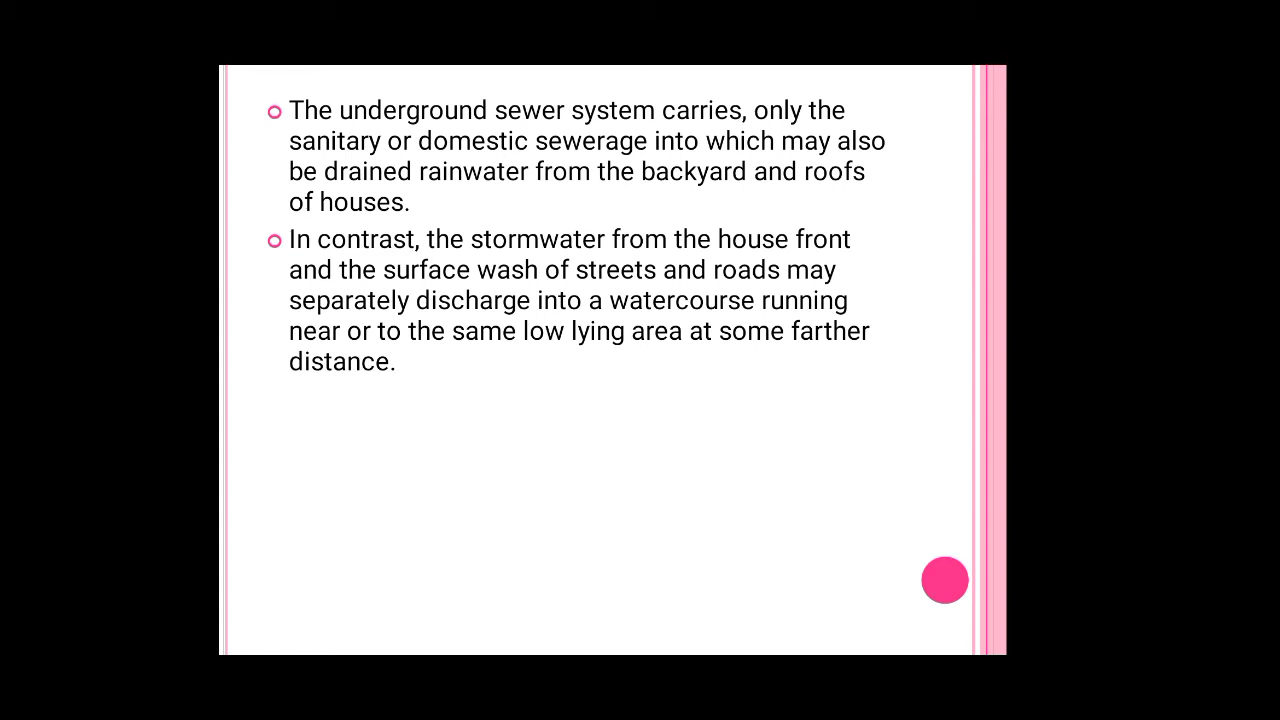 The underground sewer system carries, only the
sanitary or domestic sewerage into which may also
be drained rainwater from the backyard and roofs
of houses.
In contrast, the stormwater from the house front
and the surface wash of streets and roads may
separately discharge into a watercourse running
near or to the same low lying area at some farther
distance.